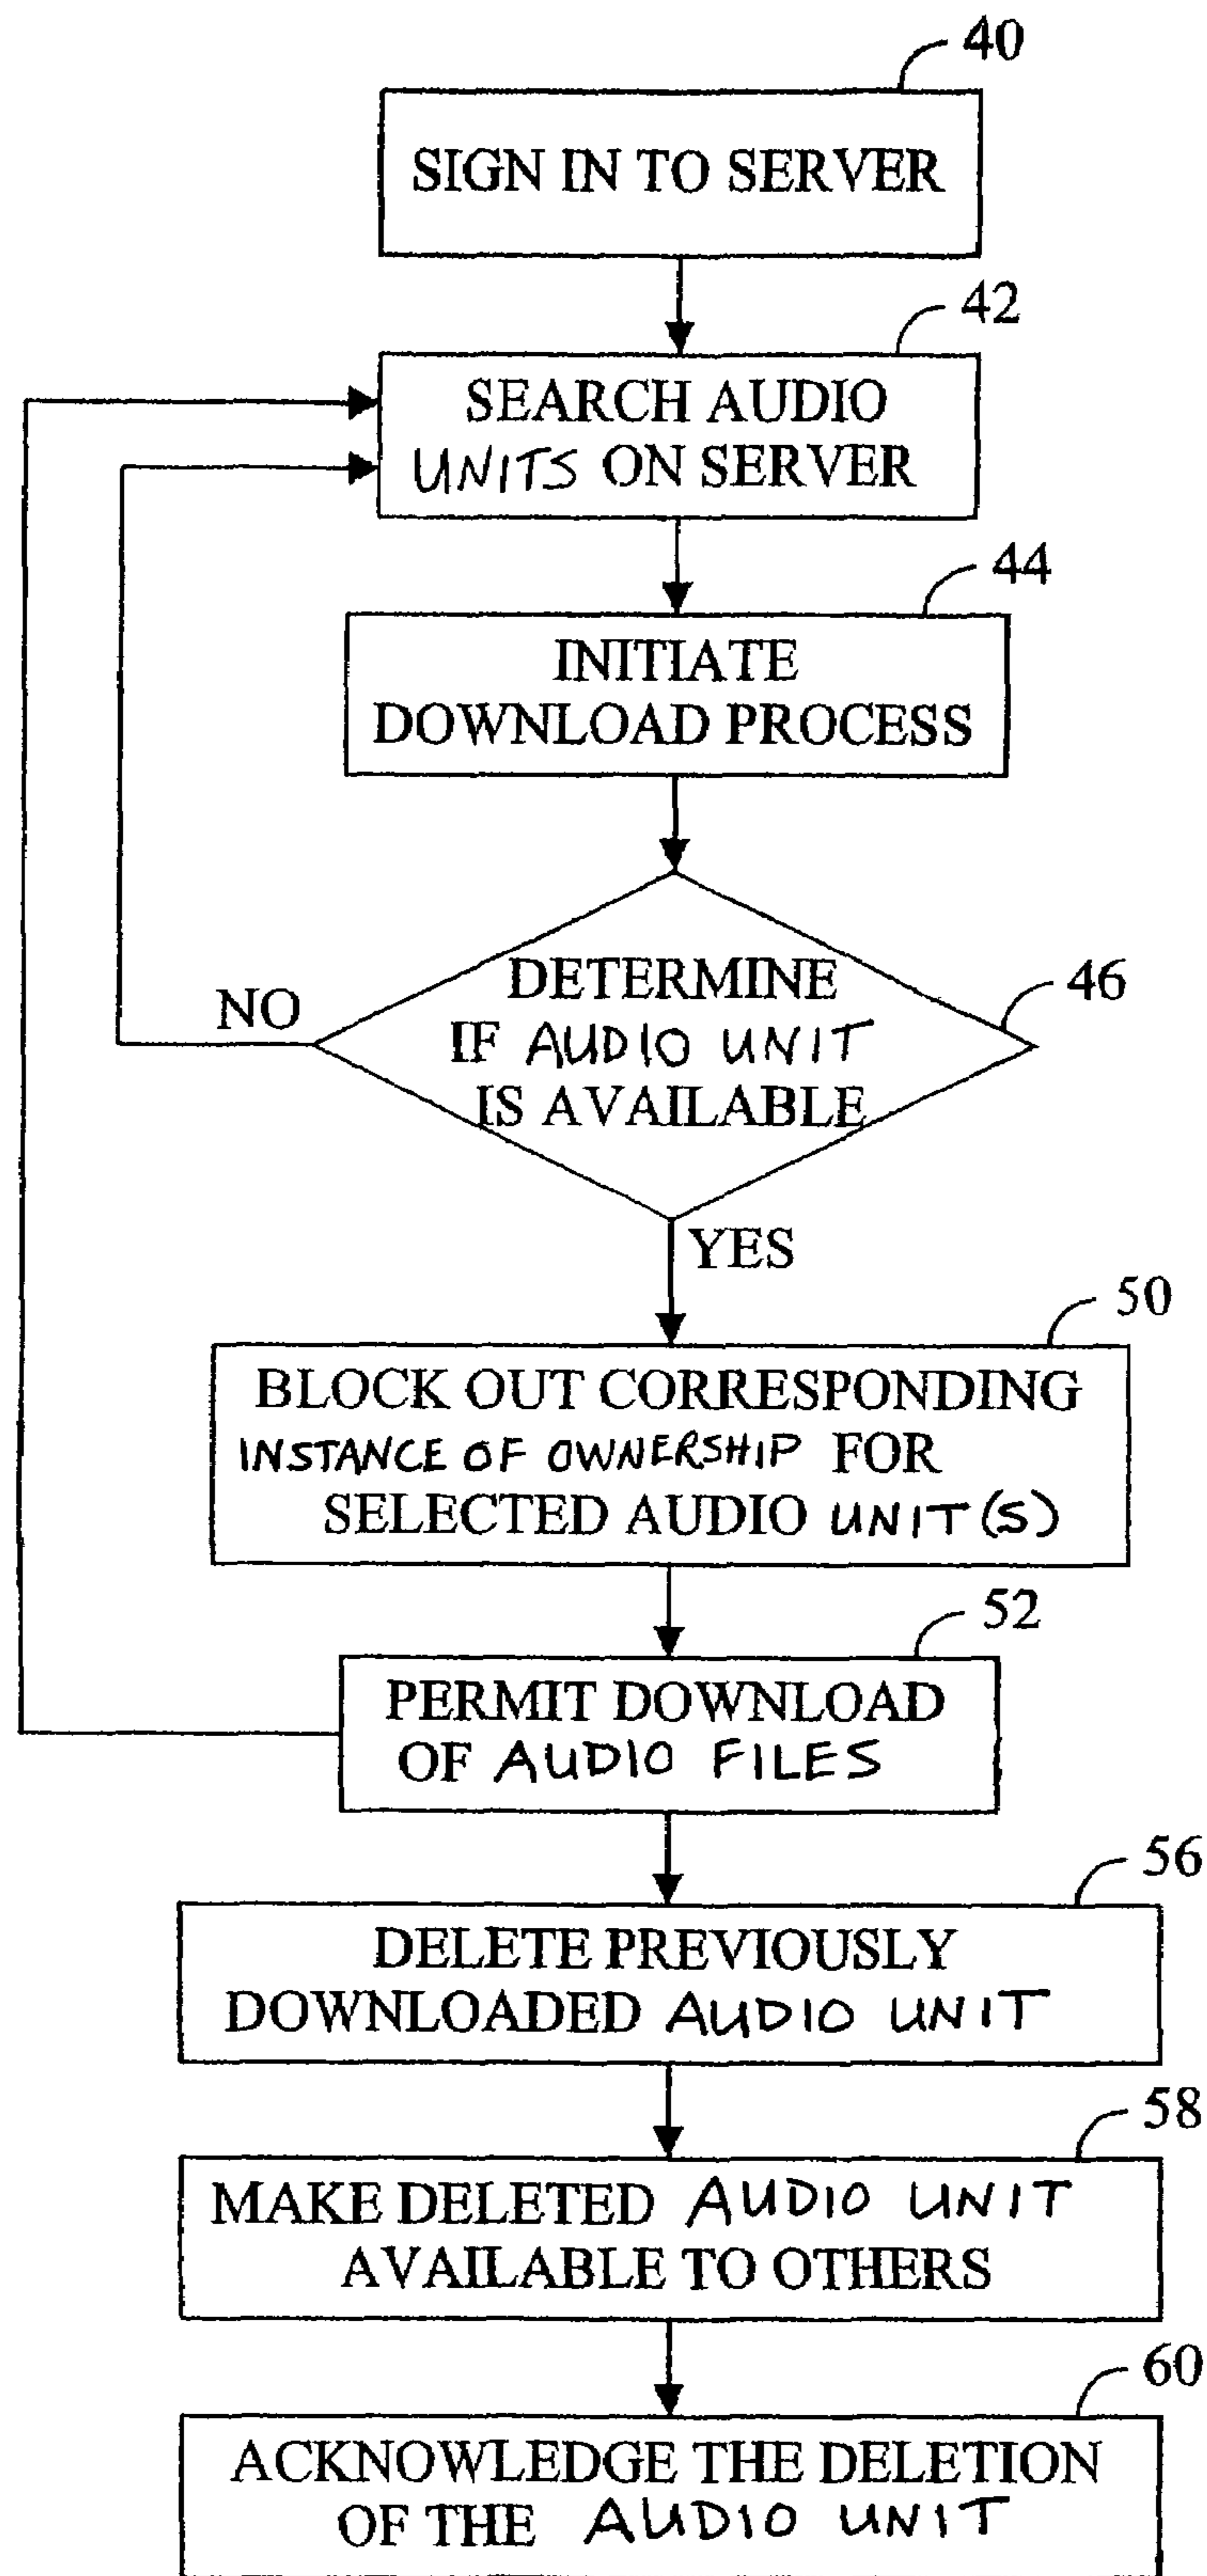 40
SIGN IN TO SERVER
42
SEARCH AUDIO
UNITS ON SERVER
44
INITIATE
DOWNLOAD PROCESS
46
DETERMINE
IF AUDIO UNIT
IS AVAILABLE
NO
YES
50
BLOCK OUT CORRESPONDING
INSTANCE OF OWNERSHIP FOR
SELECTED AUDIO UNIT(S)
52
PERMIT DOWNLOAD
OF AUDIO FILES
56
DELETE PREVIOUSLY
DOWNLOADED AUDIO UNIT
58
MAKE DELETED AUDIO UNIT
AVAILABLE TO OTHERS
60
ACKNOWLEDGE THE DELETION
OF THE AUDIO UNIT